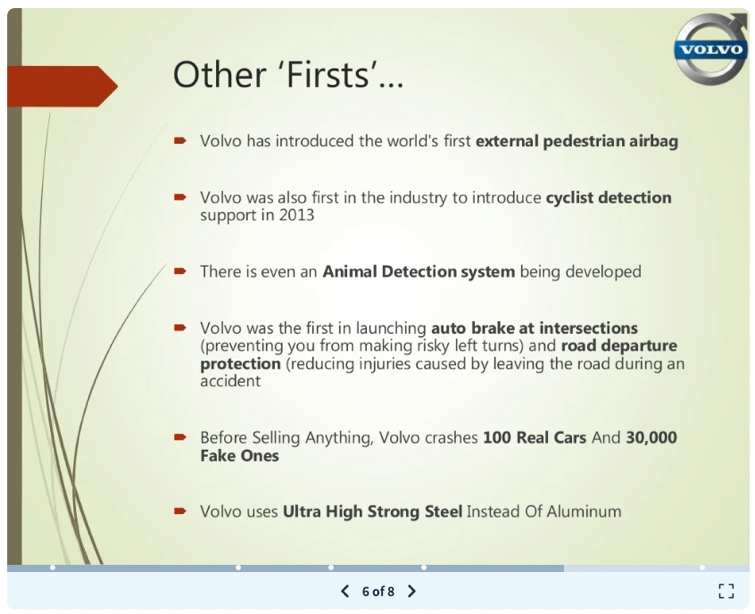 VOLVO
Other ‘Firsts’...
Volvo has introduced the world's first external pedestrian airbag
Volvo was also first in the industry to introduce cyclist detection
support in 2013
There is even an Animal Detection system being developed
Volvo was the first in launching auto brake at intersections
(preventing you from making risky left turns) and road departure
protection (reducing injuries caused by leaving the road during an
accident
Before Selling Anything, Volvo crashes 100 Real Cars And 30,000
Fake Ones
Volvo uses Ultra High Strong Steel Instead Of Aluminum
6 of 8